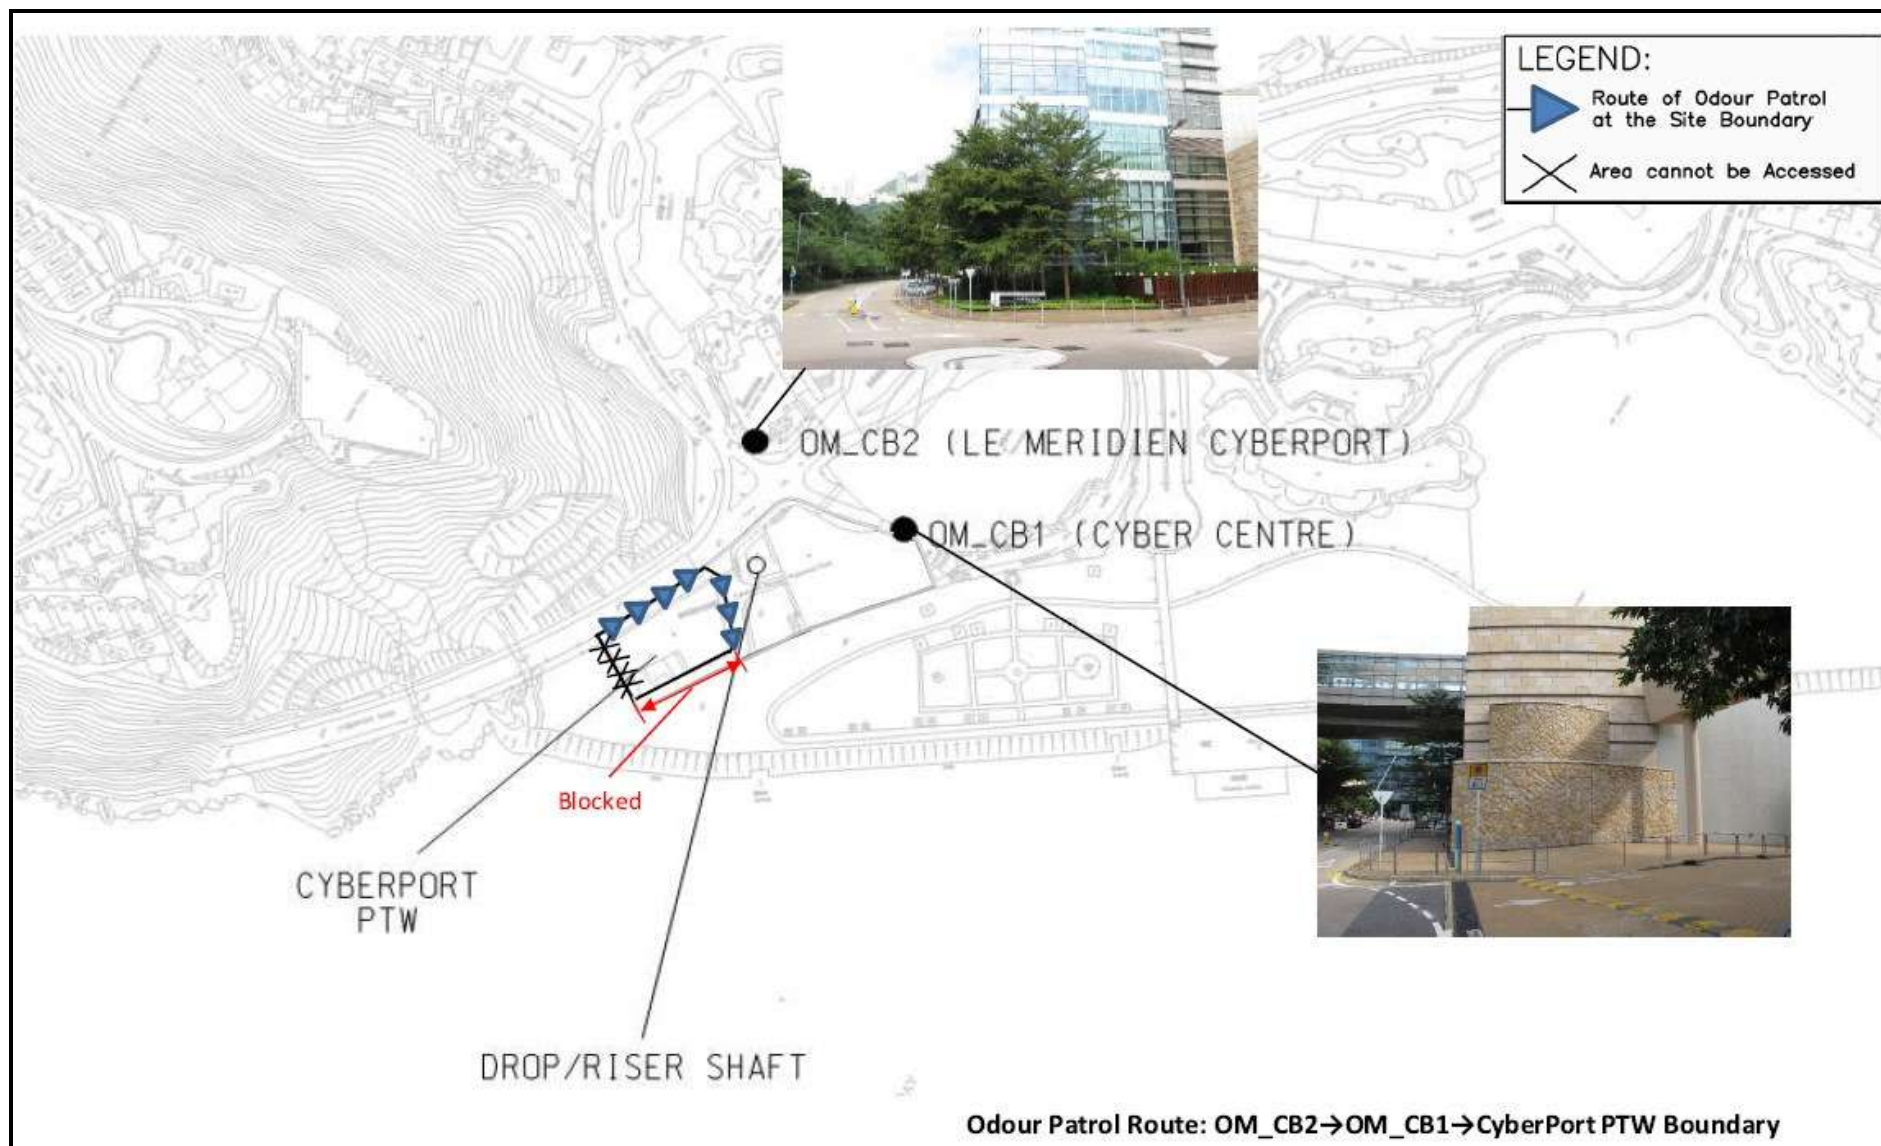 LEGEND:
Route of Odour Patrol
at the Site Boundary
Area cannot be Accessed
OM_CB2 (LE MERIDIEN CYBERPORT)
OM_CB1 (CYBER CENTRE)
Blocked
CYBERPORT
PTW
DROP/RISER SHAFT
Odour Patrol Route: OM_CB2→OM_CB1→CyberPort PTW Boundary